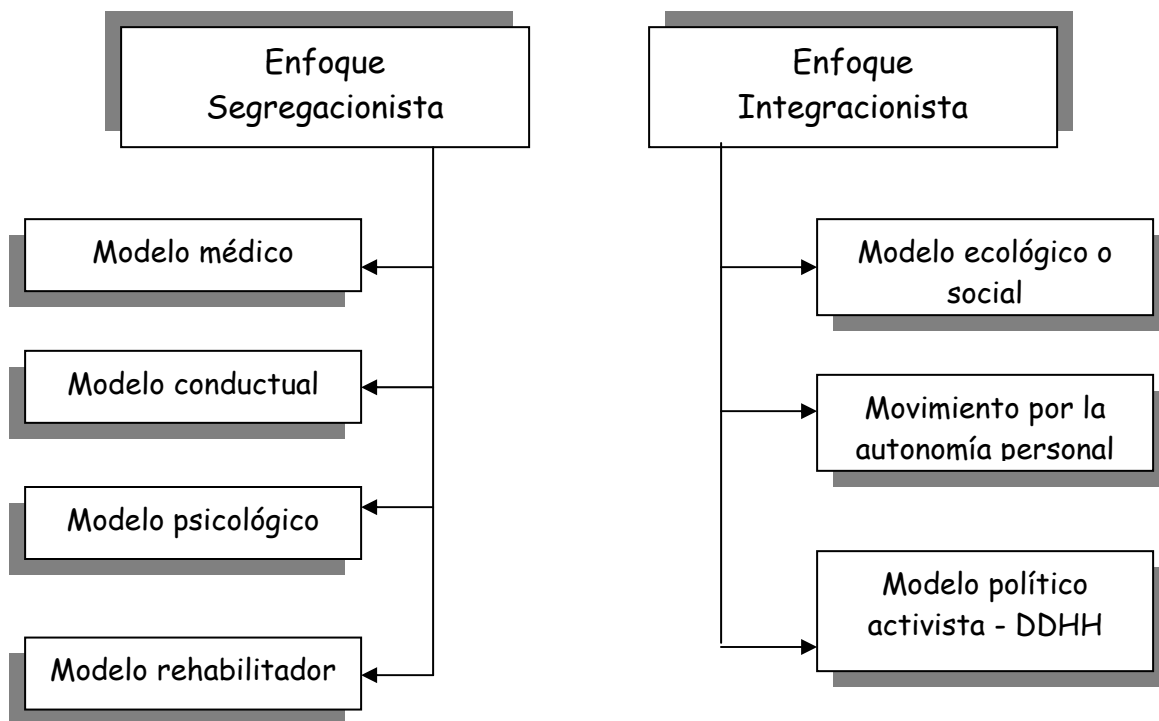 Enfoque
Segregacionista
Modelo médico
Modelo conductual
Modelo psicológico
Modelo rehabilitador
Enfoque
Integracionista
Modelo ecológico o
social
Movimiento por la
autonomía personal
Modelo político
activista - DDHH